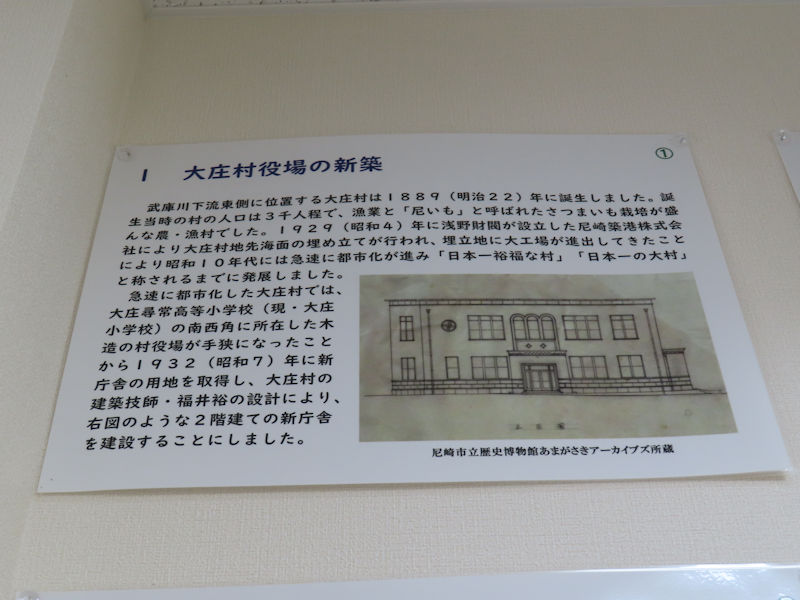 ①
1 大庄村役場の新築
武庫川下流東側に位置する大庄村は1889(明治22)年に誕生しました。誕
生当時の村の人口は3千人程で、漁業と「尼いも」と呼ばれたさつまいも栽培が盛
んな農・漁村でした。1929(昭和4)年に浅野財閥が設立した尼崎築港株式会
社により大庄村地先海面の埋め立てが行われ、埋立地に大工場が進出してきたこと
により昭和10年代には急速に都市化が進み「日本一裕福な村」「日本一の大村」
と称されるまでに発展しました。
急速に都市化した大庄村では、
大庄尋常高等小学校(現・大庄
小学校)の南西角に所在した木
造の村役場が手狭になったこと
から1932(昭和7)年に新
庁舎の用地を取得し、大庄村の
建築技師・福井裕の設計により、
右図のような2階建ての新庁舎
を建設することにしました。
尼崎市立歴史博物館あまがさきアーカイブズ所蔵